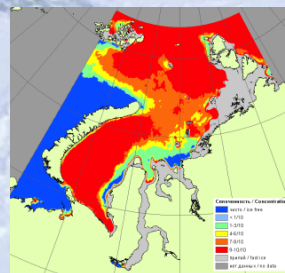 Сплоченность / Concentration
чисто / ice free
< 1/10
1-3/10
4-6/10
7-8/10
9-10/10
припай / fast ice
нет данных / no data